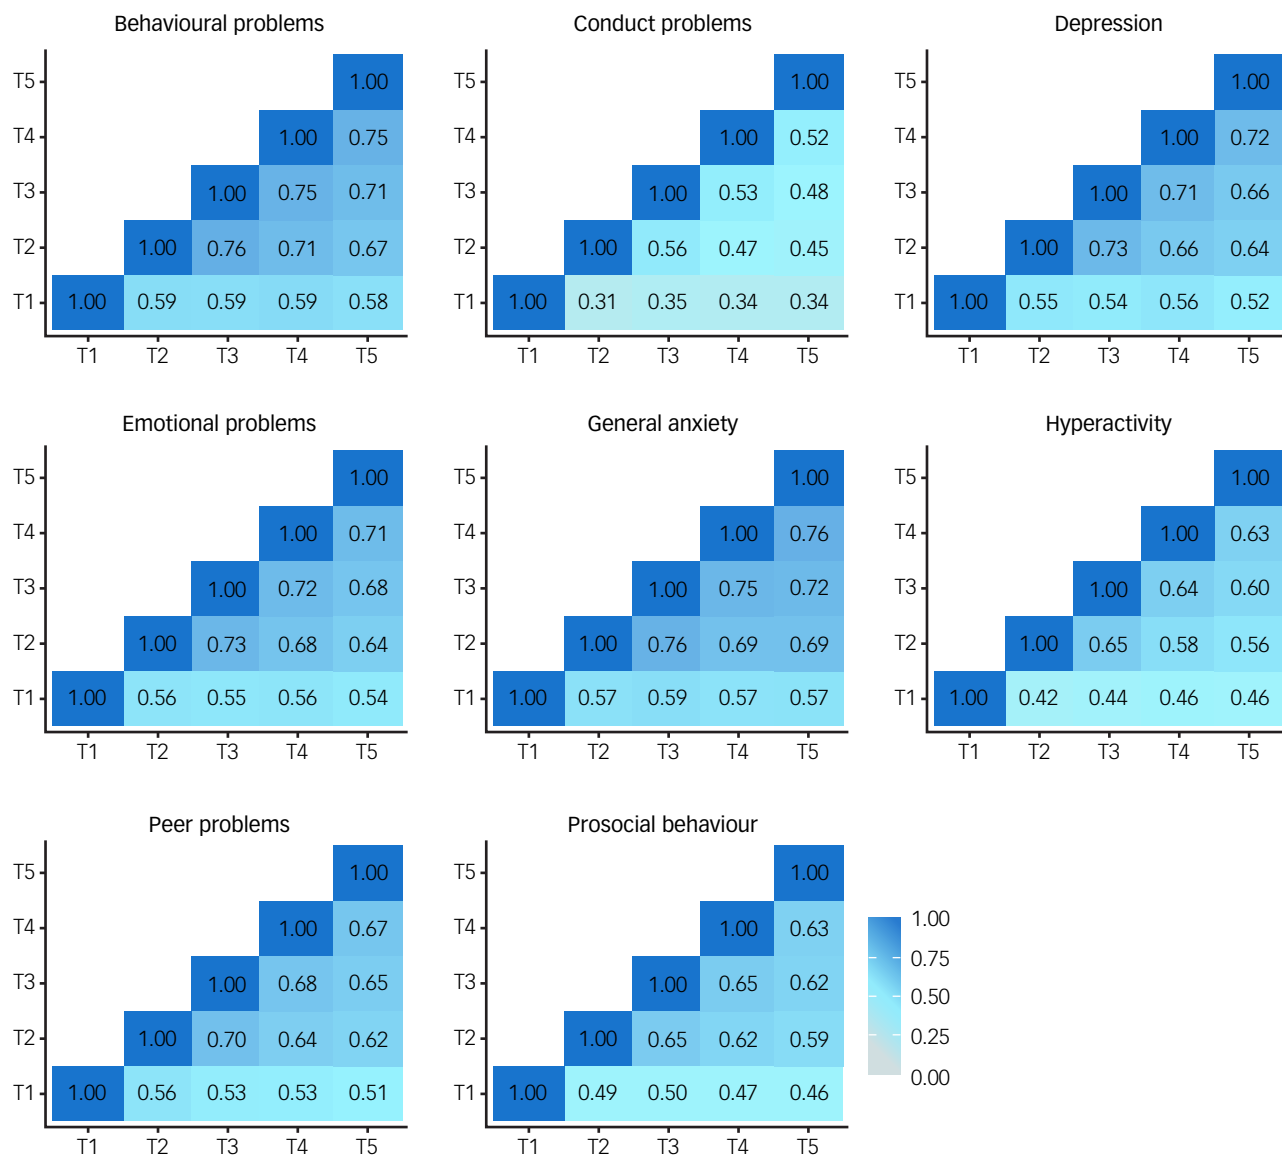 Behavioural problems Conduct problems Depression
T5 1.00 T5 1.00 T5 1.00
T4 1.00 0.75 T4 1.00 0.52 T4 1.00 0.72
T3 1.00 0.75 0.71 T3 1.00 0.53 0.48 T3 1.00 0.71 0.66
T2 1.00 0.76 0.71 0.67 T2 1.00 0.56 0.47 0.45 T2 1.00 0.73 0.66 0.64
T1 1.00 0.59 0.59 0.59 0.58 T1 1.00 0.31 0.35 0.34 0.34 T1 1.00 0.55 0.54 0.56 0.52
T1 T2 T3 T4 T5 T1 T2 T3 T4 T5 T1 T2 T3 T4 T5
Emotional problems General anxiety Hyperactivity
T5 1.00 T5 1.00 T5 1.00
T4 1.00 0.71 T4 1.00 0.76 T4 1.00 0.63
T3 1.00 0.72 0.68 T3 1.00 0.75 0.72 T3 1.00 0.64 0.60
T2 1.00 0.73 0.68 0.64 T2 1.00 0.76 0.69 0.69 T2 1.00 0.65 0.58 0.56
T1 1.00 0.56 0.55 0.56 0.54 T1 1.00 0.57 0.59 0.57 0.57 T1 1.00 0.42 0.44 0.46 0.46
T1 T2 T3 T4 T5 T1 T2 T3 T4 T5 T1 T2 T3 T4 T5
Peer problems Prosocial behaviour
T5 1.00 T5 1.00
T4 1.00 0.67 T4 1.00 0.63
T3 1.00 0.68 0.65 T3 1.00 0.65 0.62
T2 1.00 0.70 0.64 0.62 T2 1.00 0.65 0.62 0.59
T1 1.00 0.56 0.53 0.53 0.51 T1 1.00 0.49 0.50 0.47 0.46
T1 T2 T3 T4 T5 T1 T2 T3 T4 T5
1.00
0.75
0.50
0.25
0.00